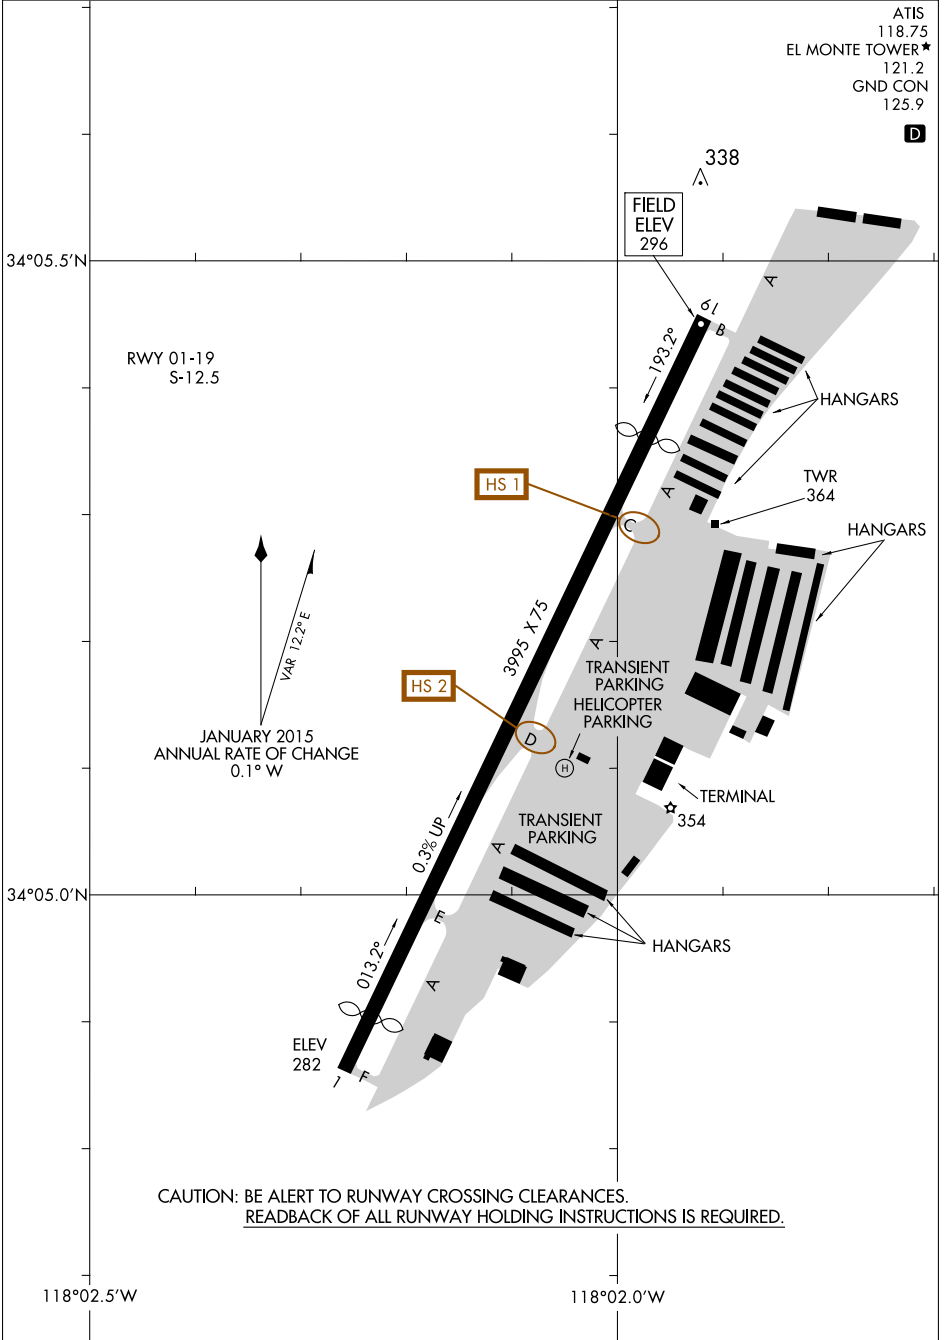 ATIS
118.75
EL MONTE TOWER★
121.2
GND CON
125.9
D
338
FIELD
ELEV
296
34°05.5'N
A
19
B
RWY 01-19
S-12.5
193.2°
HANGARS
HS 1
A
TWR
364
C
HANGARS
VAR 12.2° E
3995 X 75
A
TRANSIENT
PARKING
HELICOPTER
PARKING
HS 2
D
JANUARY 2015
ANNUAL RATE OF CHANGE
0.1° W
H
TERMINAL
354
TRANSIENT
PARKING
0.3% UP
A
34°05.0'N
E
HANGARS
013.2°
A
ELEV
282
1
F
CAUTION: BE ALERT TO RUNWAY CROSSING CLEARANCES.
READBACK OF ALL RUNWAY HOLDING INSTRUCTIONS IS REQUIRED.
118°02.5'W
118°02.0'W